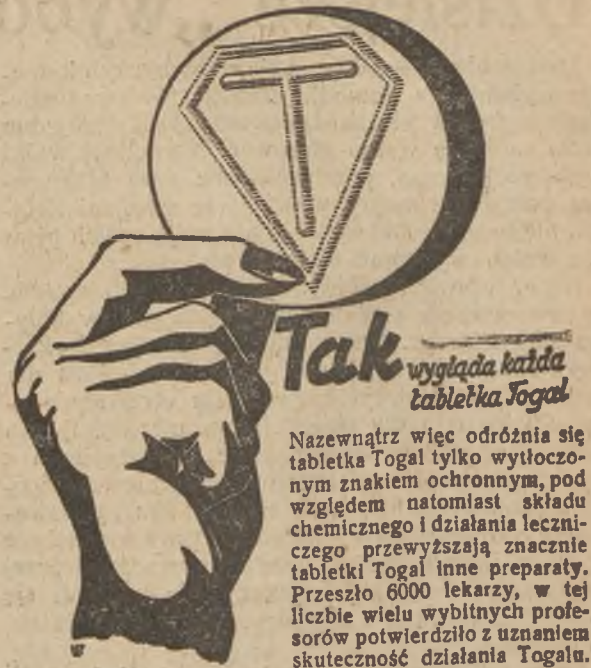 T
Tak wygląda każda
tabletka Togal
Nazewnątrz więc odróżnia się
tabletka Togal tylko wytłoczo-
nym znakiem ochronnym, pod
względem natomiast składu
chemicznego i działania leczni-
czego przewyższają znacznie
tabletki Togal inne preparaty.
Przeszło 6000 lekarzy, w tej
liczbie wielu wybitnych profe-
sorów potwierdziło z uznaniem
skuteczność działania Togalu.